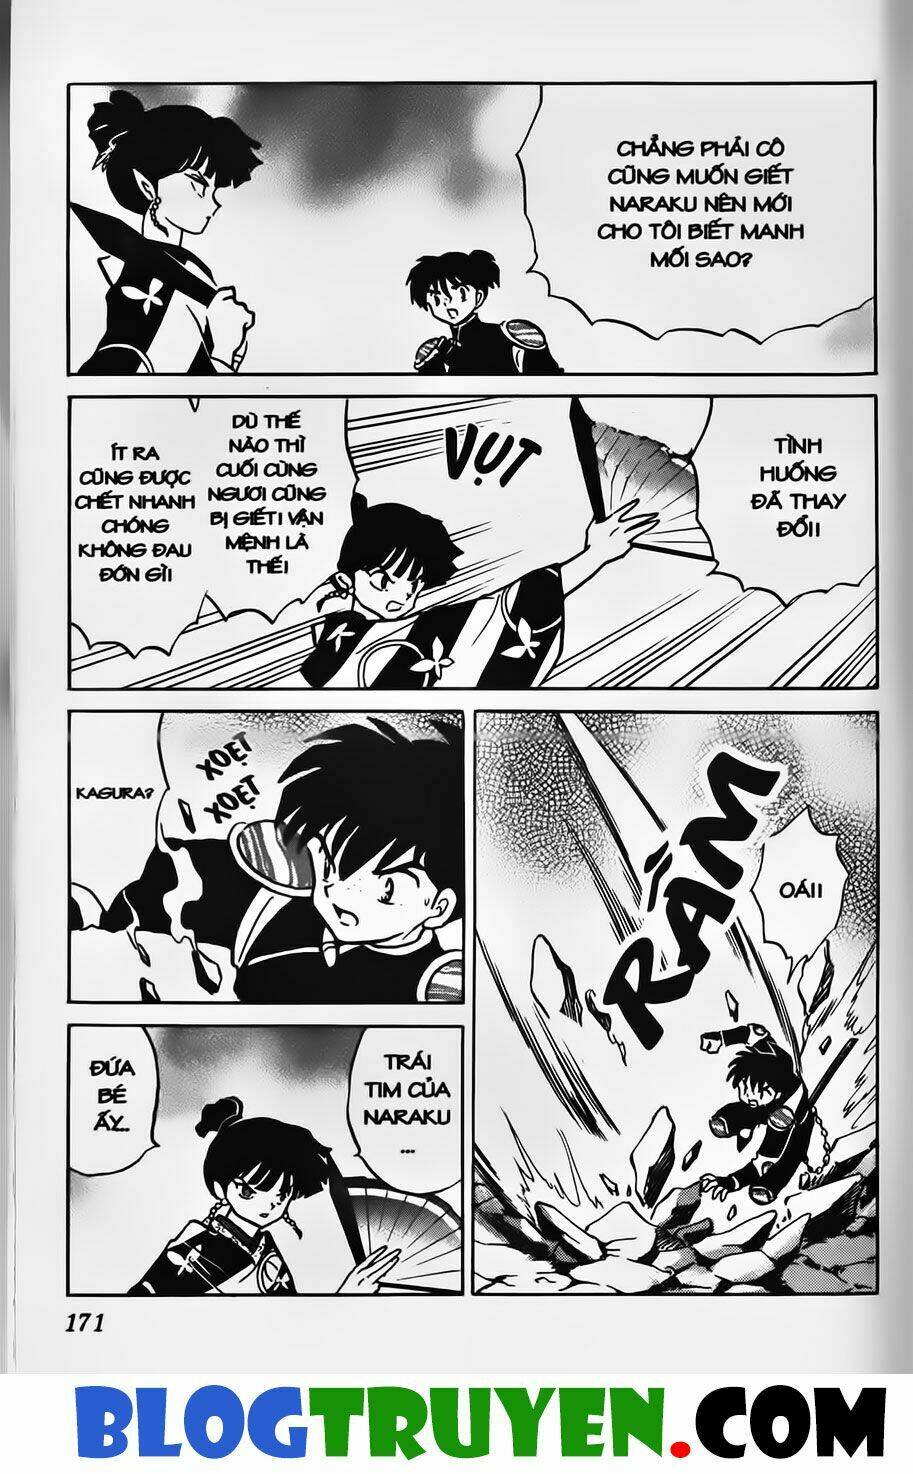 CHẲNG PHẢI CÔ
CŨNG MUỐN GIẾT
NARAKU NÊN MỚI
CHO TÔI BIẾT MANH
MỐI SAO?
TÌNH
HUỐNG
ĐÃ THAY
ĐỔI!
VỤT
DÙ THẾ
NÀO THÌ
CUỐI CÙNG
NGƯƠI CŨNG
BỊ GIẾT! VẬN
MỆNH LÀ
THẾ!
ÍT RA
CŨNG ĐƯỢC
CHẾT NHANH
CHÓNG
KHÔNG ĐAU
ĐỚN GÌ!
OÁI!
RẦM
XOẸT
XOẸT
KAGURA?
TRÁI
TIM CỦA
NARAKU
...
ĐỨA
BÉ
ẤY..
171
BLOGTRUYEN.COM